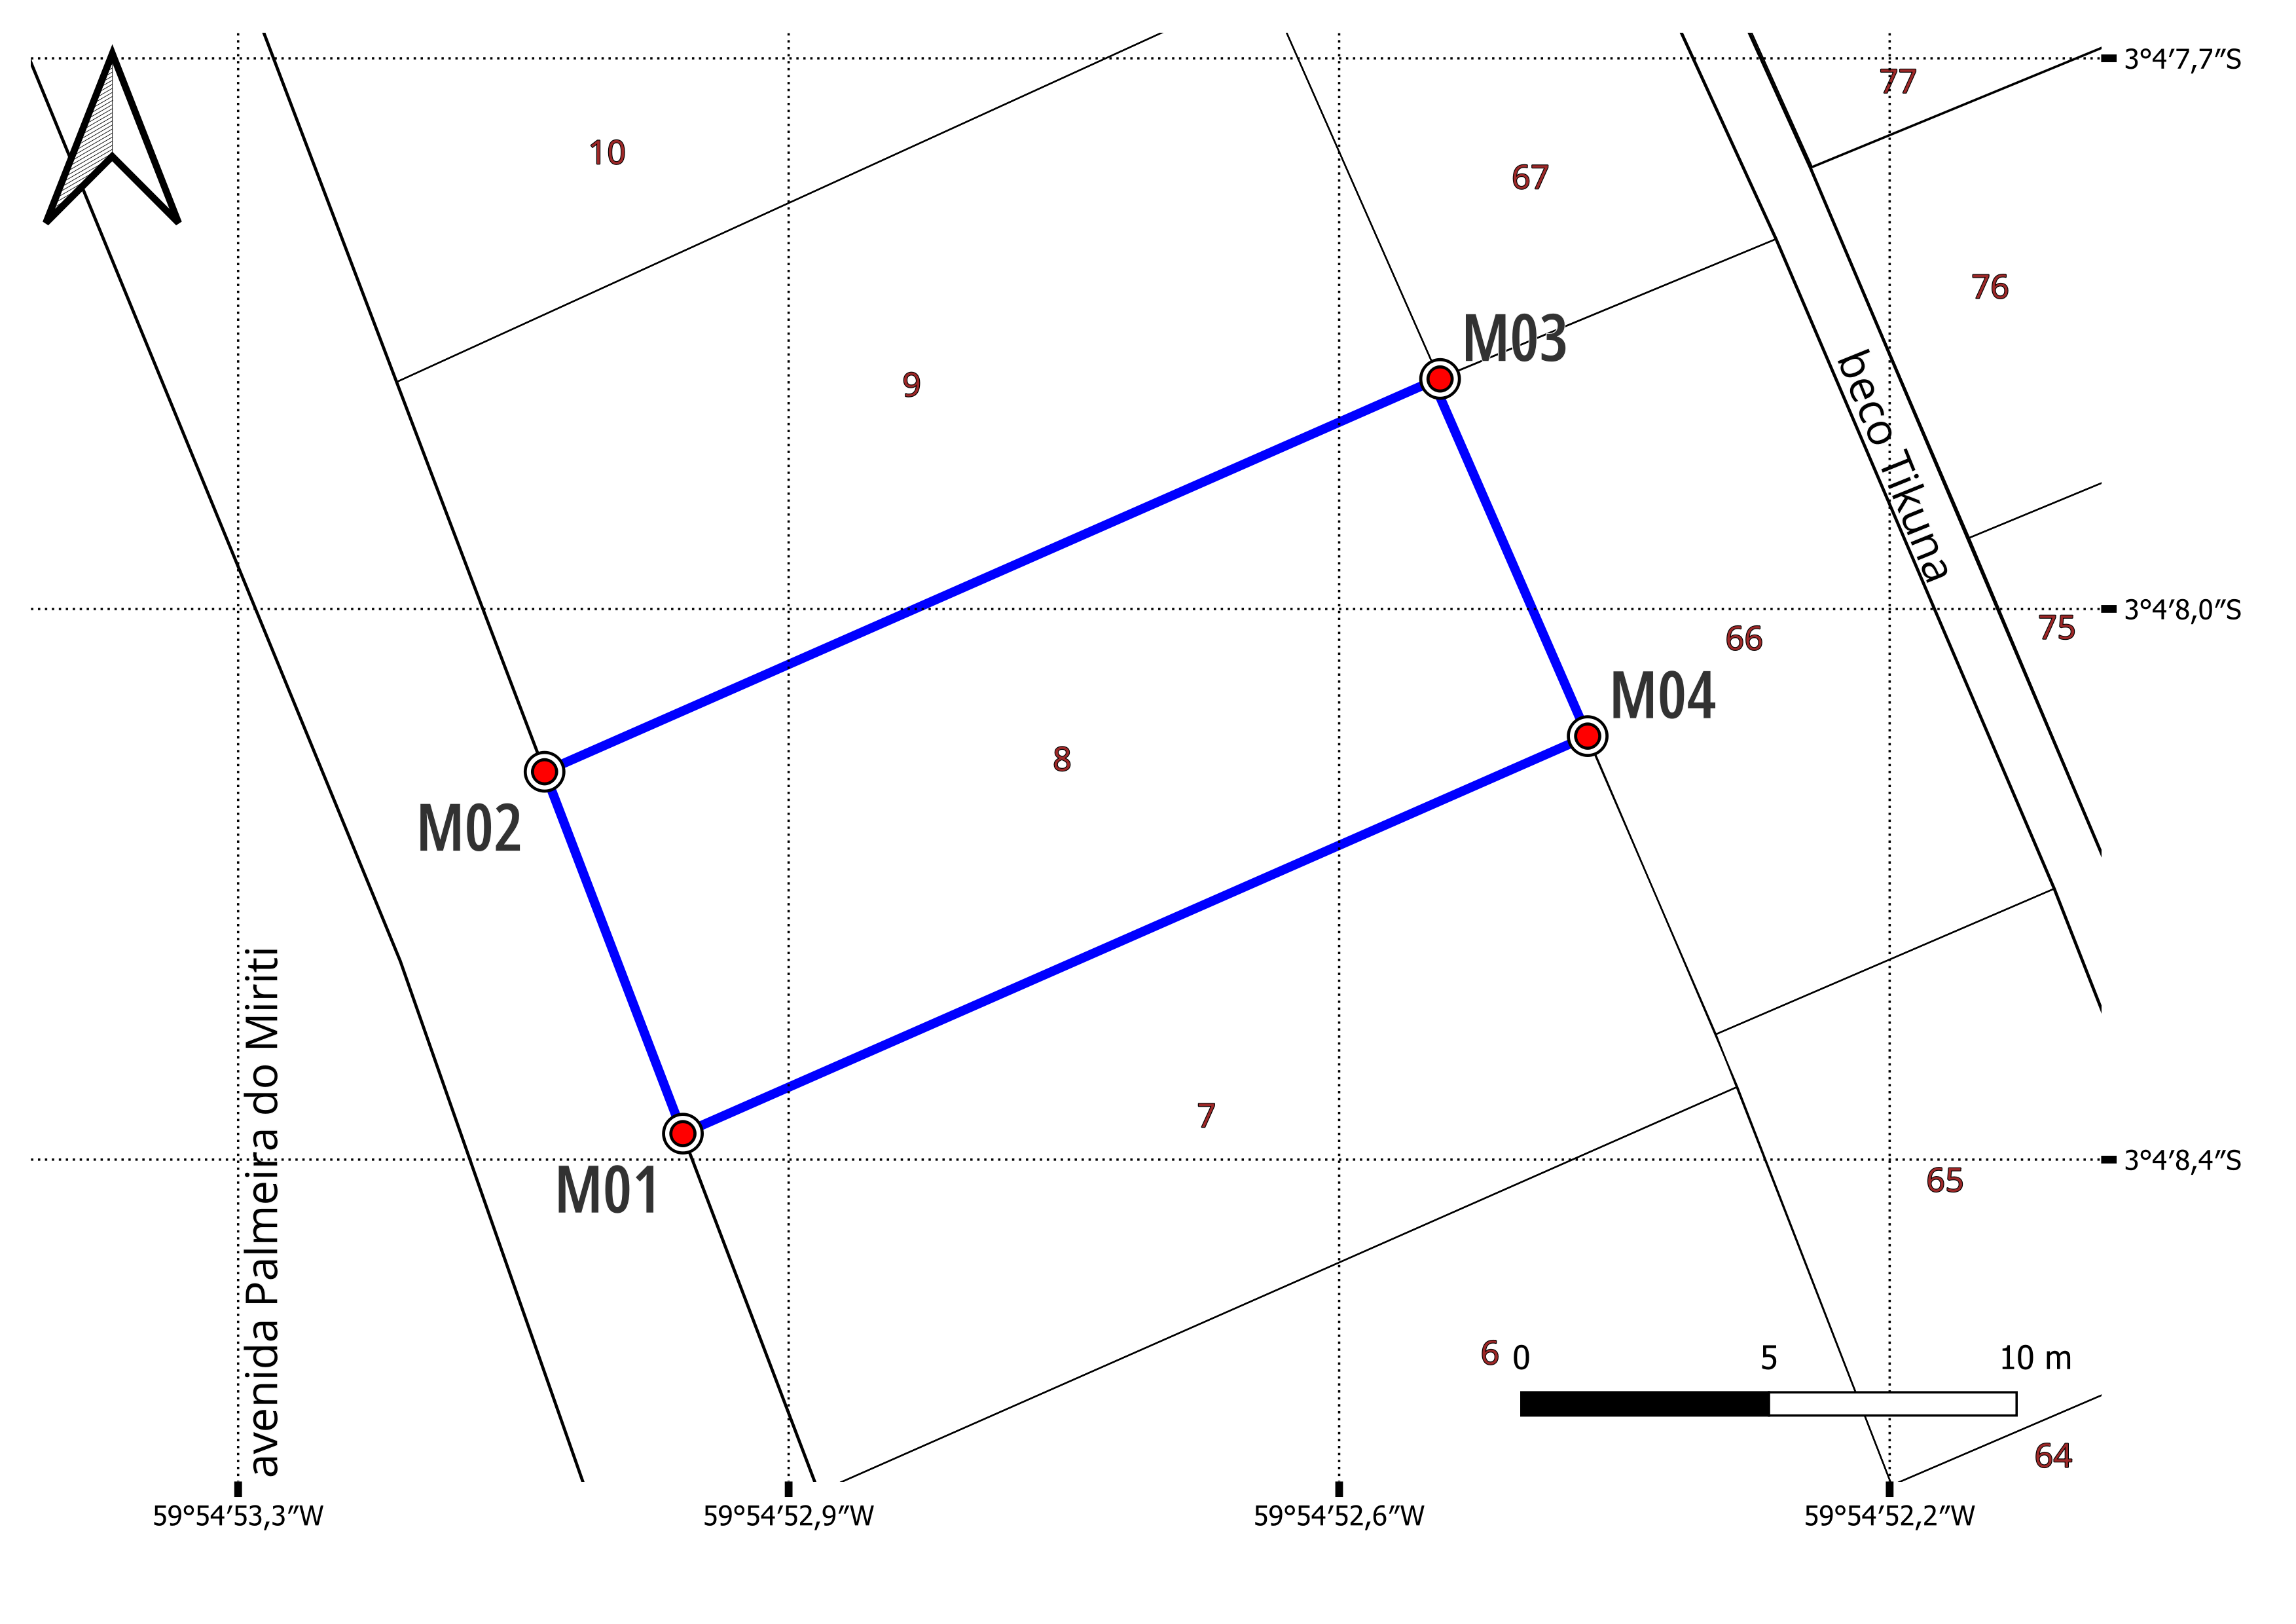 3°4′7,7″S
77
10
67
76
M03
beco Tikuna
9
3°4′8,0″S
75
66
M04
8
M02
avenida Palmeira do Miriti
7
3°4′8,4″S
65
M01
6
0 5 10 m
64
59°54′53,3″W 59°54′52,9″W 59°54′52,6″W 59°54′52,2″W